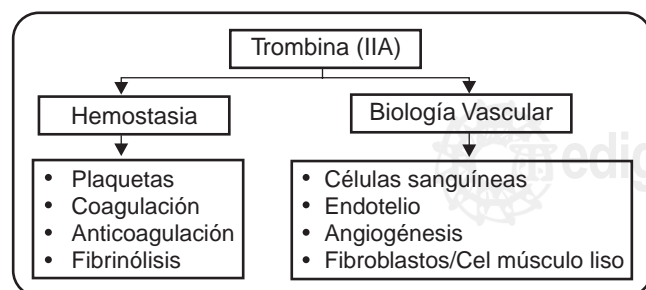 Trombina (IIA)
Hemostasia
Biología Vascular
• Plaquetas
• Coagulación
• Anticoagulación
• Fibrinólisis
• Células sanguíneas
• Endotelio
• Angiogénesis
• Fibroblastos/Cel músculo liso